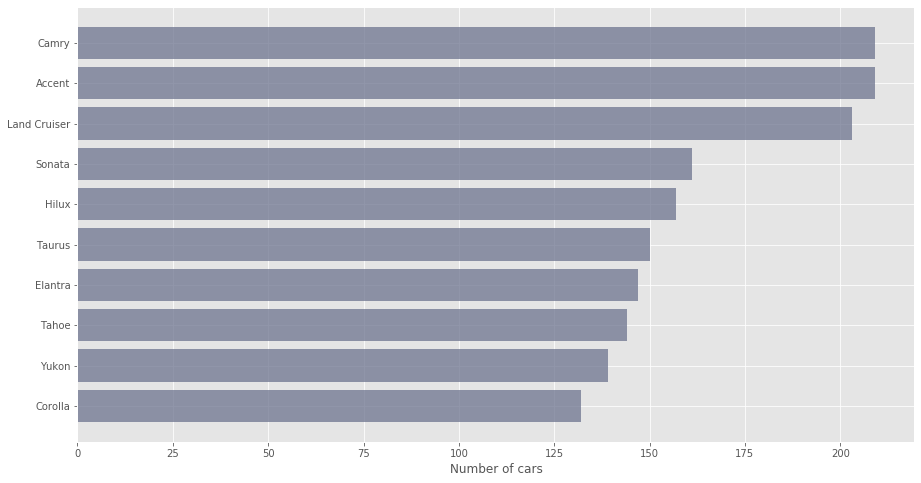 Camry
Accent
Land Cruiser
Sonata
Hilux
Taurus
Elantra
Tahoe
Yukon
Corolla
0 25 50 75 100 125 150 175 200
Number of cars